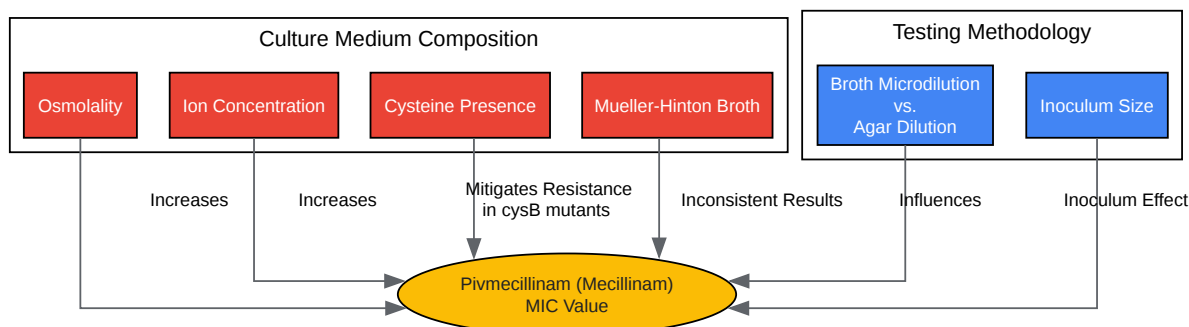 Culture Medium Composition
Testing Methodology
Osmolality
Ion Concentration
Cysteine Presence
Mueller-Hinton Broth
Broth Microdilution
vs.
Agar Dilution
Inoculum Size
Increases
Increases
Mitigates Resistance
in cysB mutants
Inconsistent Results
Influences
Inoculum Effect
Pivmecillinam (Mecillinam)
MIC Value